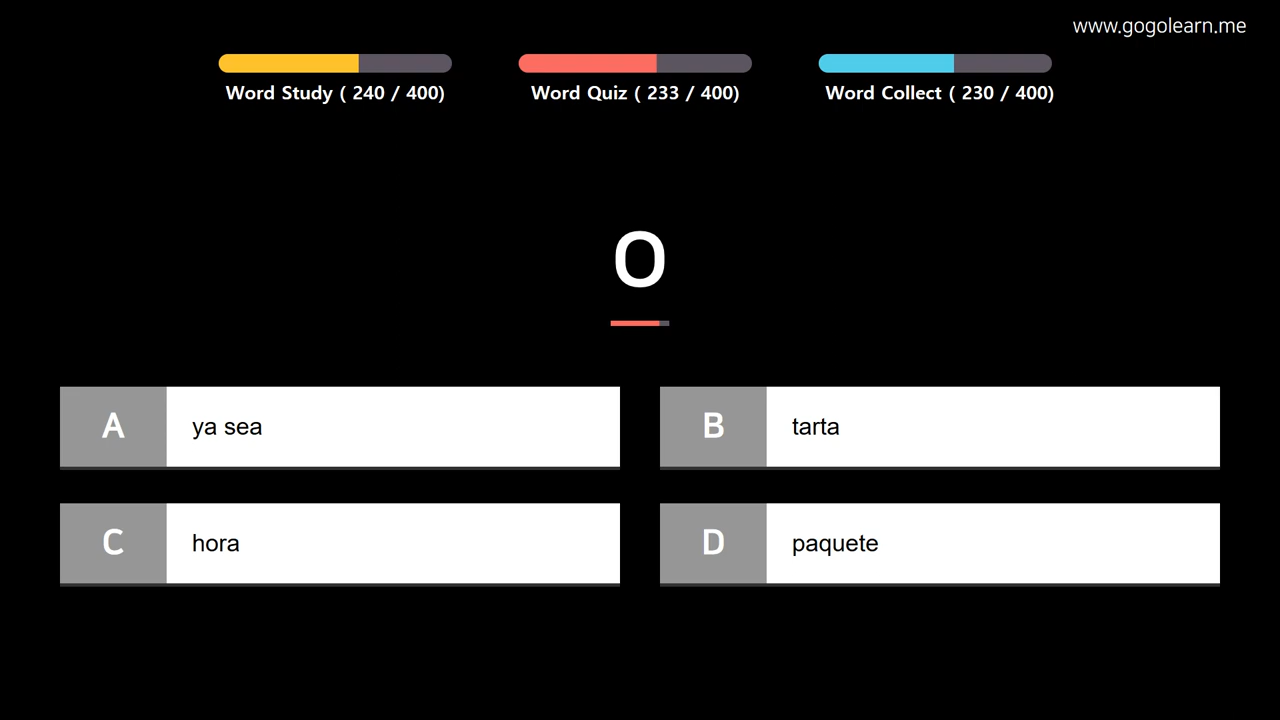 www.gogolearn.me
Word Study ( 240 / 400)
Word Quiz ( 233 / 400)
Word Collect ( 230 / 400)
O
A ya sea
B tarta
C hora
D paquete